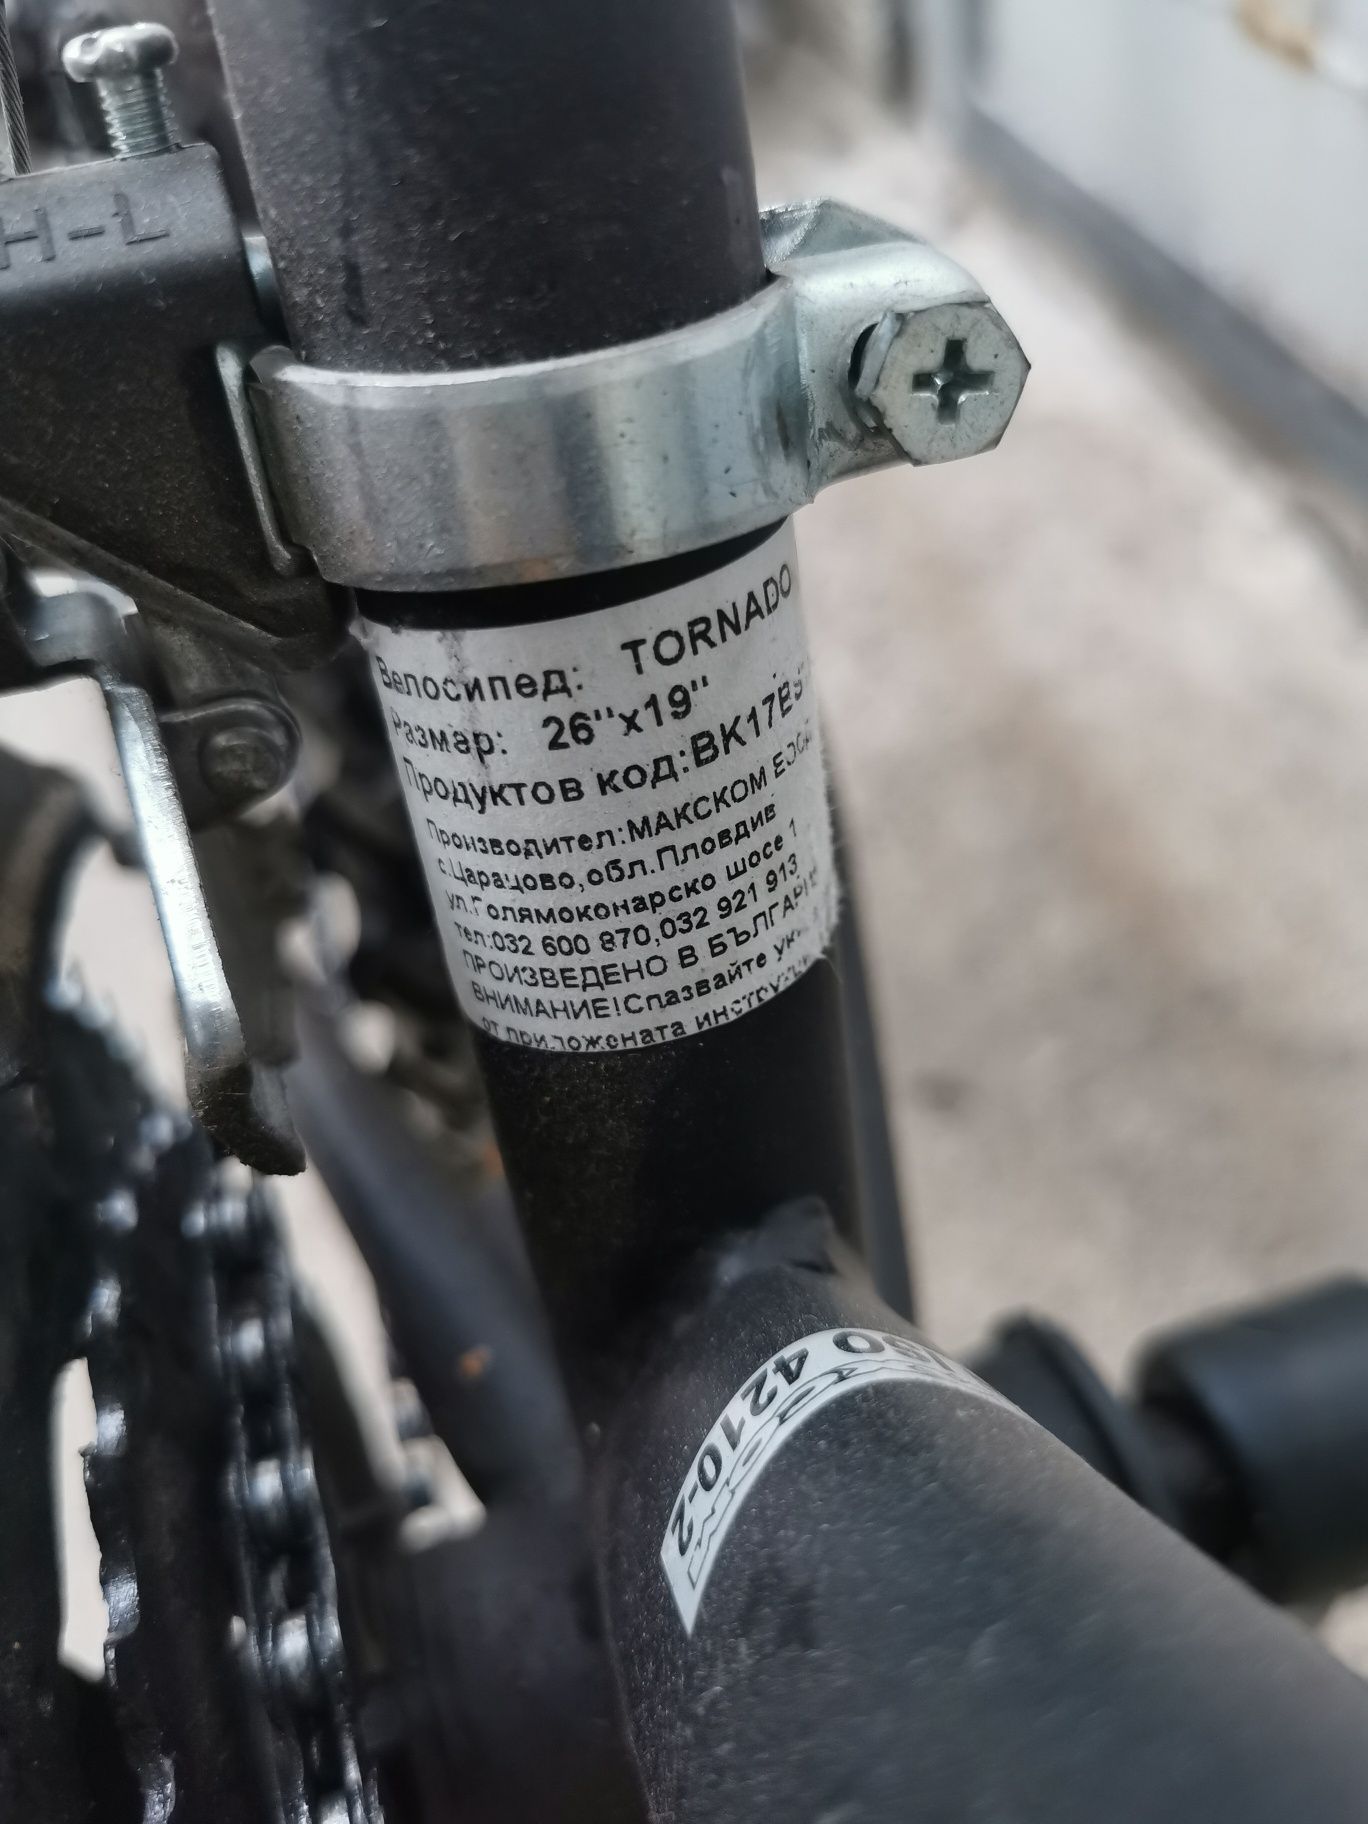 H-L
Велосипед: TORNADO
Размер: 26"x19"
Продуктов код:
Производител:МАКСКОМ
с.Царацово,обл.Пловдив
ул.Голямоконарско шосе 1
тел:032 600 870,032 921 913
ПРОИЗВЕДЕНО В БЪЛГАРИЯ
ВНИМАНИЕ!Спазвайте
от приложената
ISO 4210-2